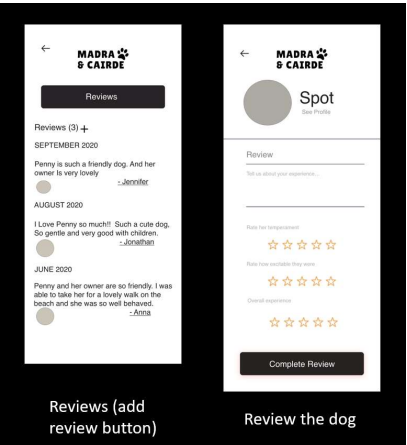 MADRA
& CAIRDE
Reviews
Reviews (3) +
SEPTEMBER 2020
Penny is such a friendly dog. And her
owner Is very lovely
- Jennifer
AUGUST 2020
I Love Penny so much!!  Such a cute dog,
So gentle and very good with children.
- Jonathan
JUNE 2020
Penny and her owner are so friendly. I was
able to take her for a lovely walk on the
beach and she was so well behaved.
- Anna
Reviews (add
review button)
MADRA
& CAIRDE
Spot
See Profile
Review
Tell us about your experience...
Rate her temperament
Rate how excitable they were.
Overall experience
Complete Review
Review the dog